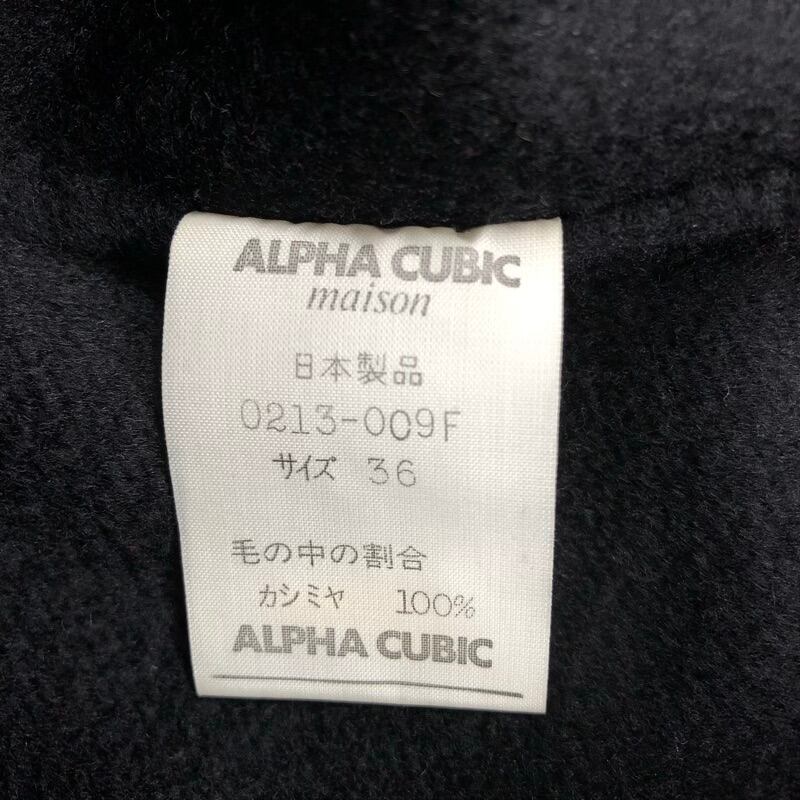 ALPHA CUBIC
maison
日本製品
0213-009F
サイズ 36
毛の中の割合
カシミヤ 100%
ALPHA CUBIC